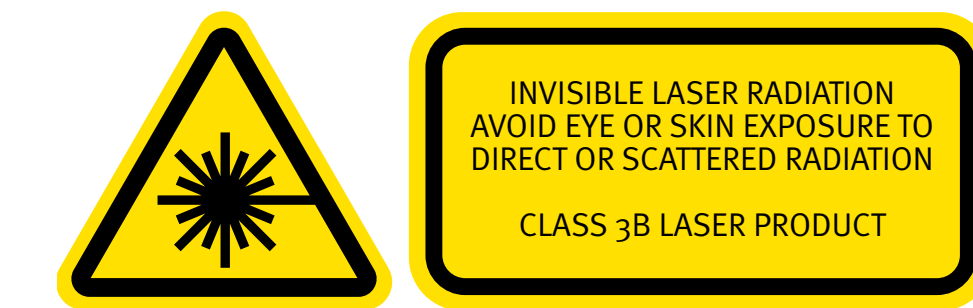 INVISIBLE LASER RADIATION
AVOID EYE OR SKIN EXPOSURE TO
DIRECT OR SCATTERED RADIATION
CLASS 3B LASER PRODUCT